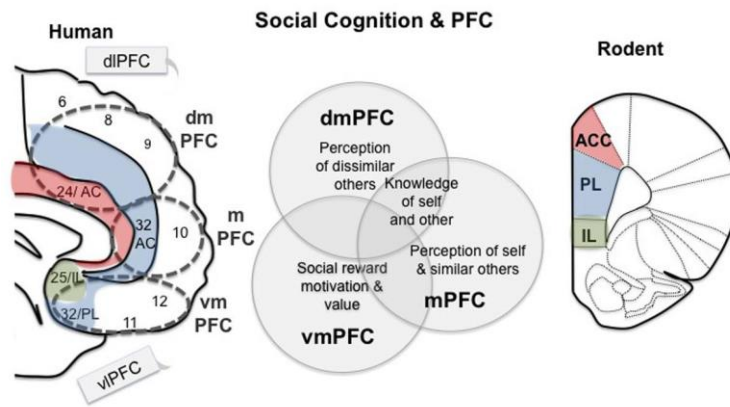 Social Cognition & PFC
Human
dlPFC
6
8
9
dm
PFC
24/ AC
32
AC
10
m
PFC
25/IL
12
vm
PFC
32/PL
11
vlPFC
dmPFC
Perception
of dissimilar
others
Knowledge
of self
and other
Social reward
motivation &
value
vmPFC
Perception of self
& similar others
mPFC
Rodent
ACC
PL
IL